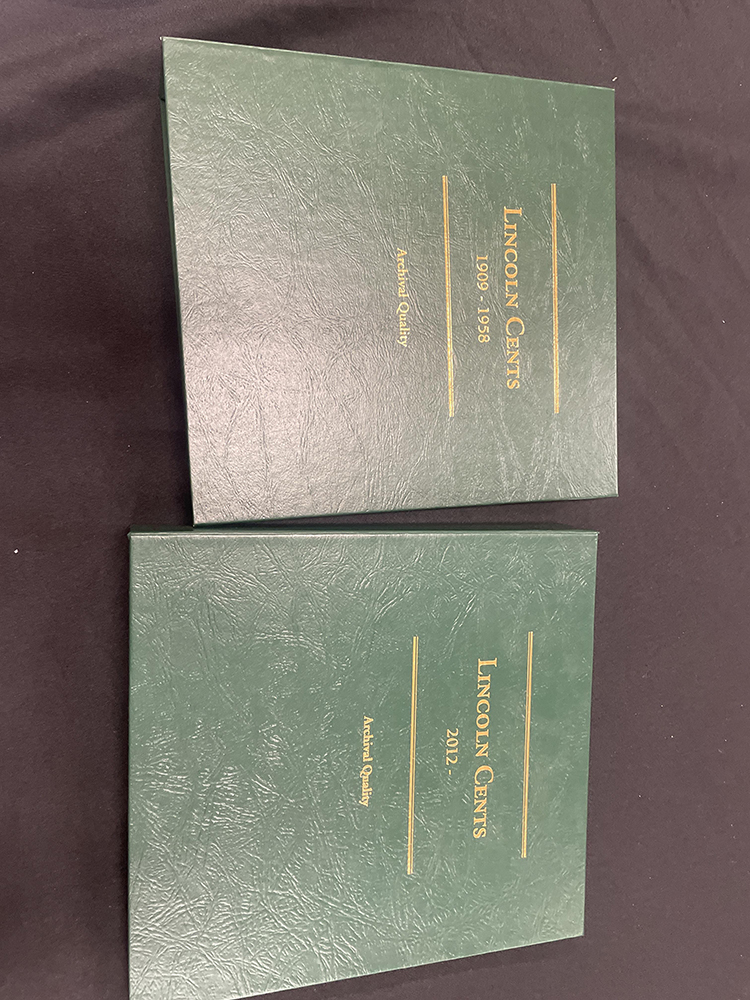 LINCOLN CENTS
1909 - 1958
Archival Quality
LINCOLN CENTS
2012 -
Archival Quality